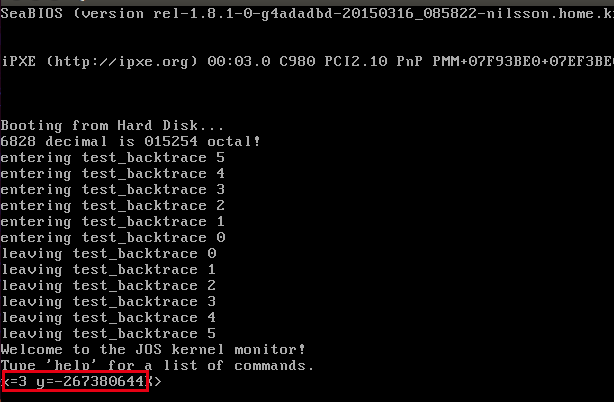 SeaBIOS (version rel-1.8.1-0-g4adadbd-20150316_085822-nilsson.home.k
iPXE (http://ipxe.org) 00:03.0 C980 PCI2.10 PnP PMM+07F93BE0+07EF3BE
Booting from Hard Disk...
6828 decimal is 015254 octal!
entering test_backtrace 5
entering test_backtrace 4
entering test_backtrace 3
entering test_backtrace 2
entering test_backtrace 1
entering test_backtrace 0
leaving test_backtrace 0
leaving test_backtrace 1
leaving test_backtrace 2
leaving test_backtrace 3
leaving test_backtrace 4
leaving test_backtrace 5
Welcome to the JOS kernel monitor!
Type 'help' for a list of commands.
x=3 y=-267380644K>